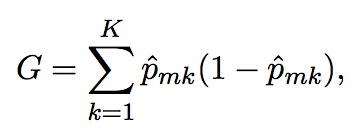 G = \sum_{k=1}^{K} \hat{p}_{mk}(1 - \hat{p}_{mk}),